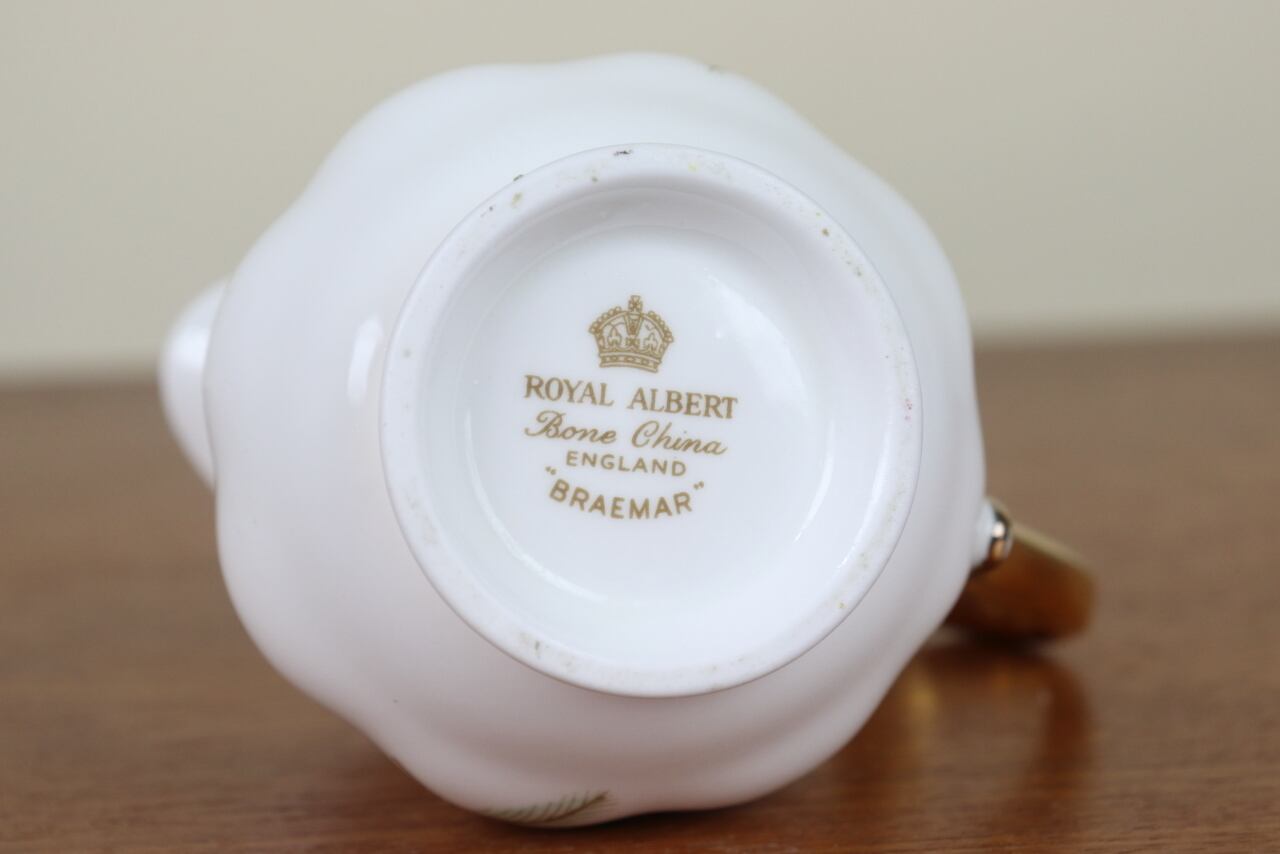 ROYAL ALBERT
Bone China
ENGLAND
"BRAEMAR"